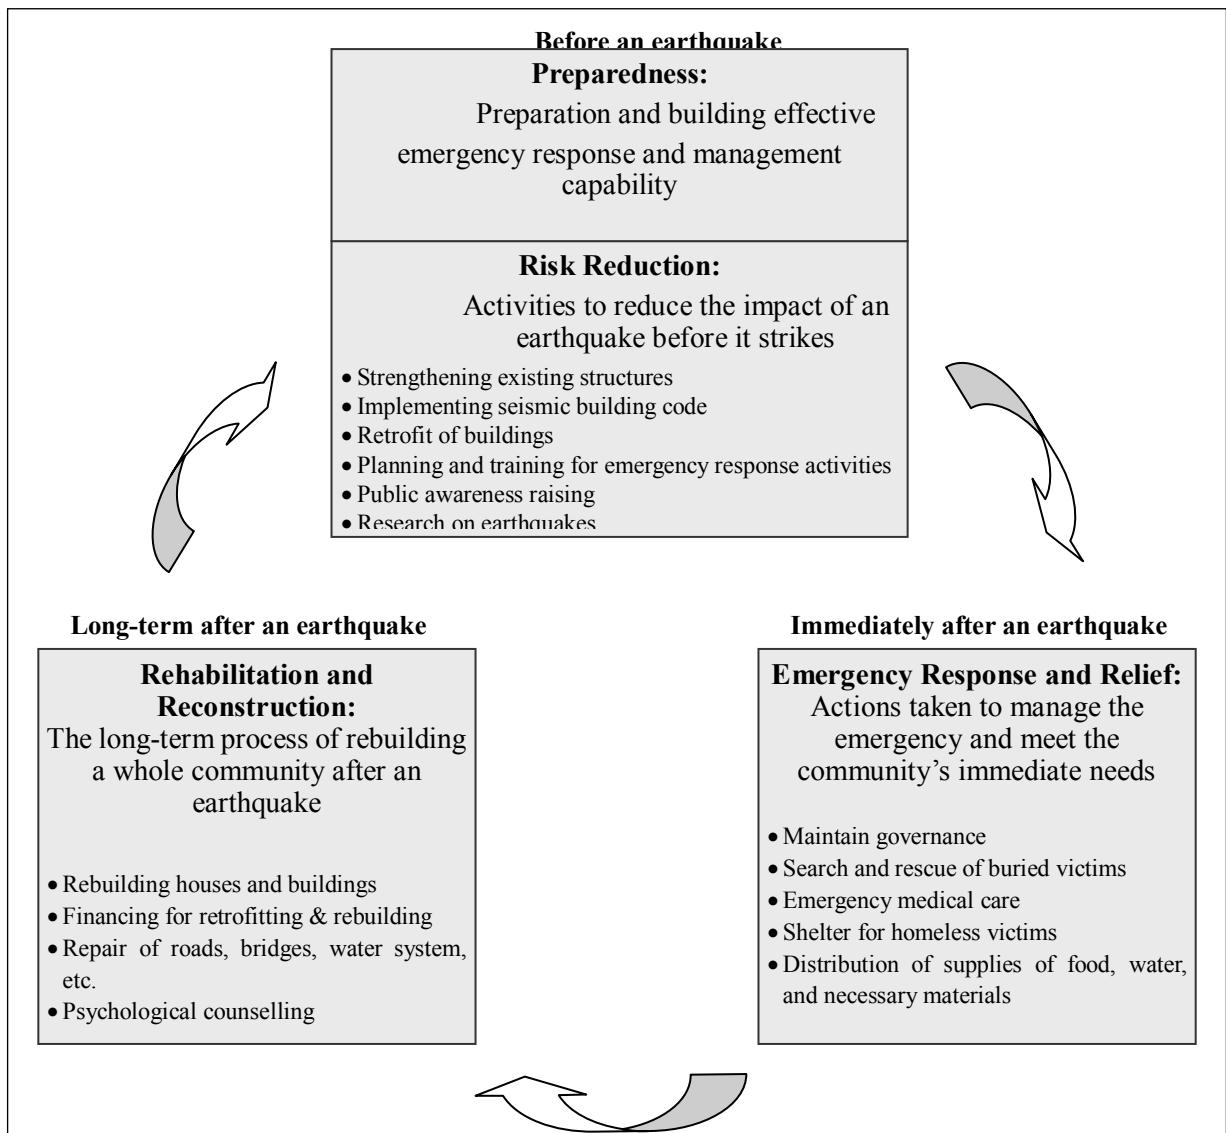 Before an earthquake
Preparedness:
Preparation and building effective
emergency response and management
capability
Risk Reduction:
Activities to reduce the impact of an
earthquake before it strikes
• Strengthening existing structures
• Implementing seismic building code
• Retrofit of buildings
• Planning and training for emergency response activities
• Public awareness raising
• Research on earthquakes
Long-term after an earthquake
Rehabilitation and
Reconstruction:
The long-term process of rebuilding
a whole community after an
earthquake
• Rebuilding houses and buildings
• Financing for retrofitting & rebuilding
• Repair of roads, bridges, water system,
etc.
• Psychological counselling
Immediately after an earthquake
Emergency Response and Relief:
Actions taken to manage the
emergency and meet the
community’s immediate needs
• Maintain governance
• Search and rescue of buried victims
• Emergency medical care
• Shelter for homeless victims
• Distribution of supplies of food, water,
and necessary materials